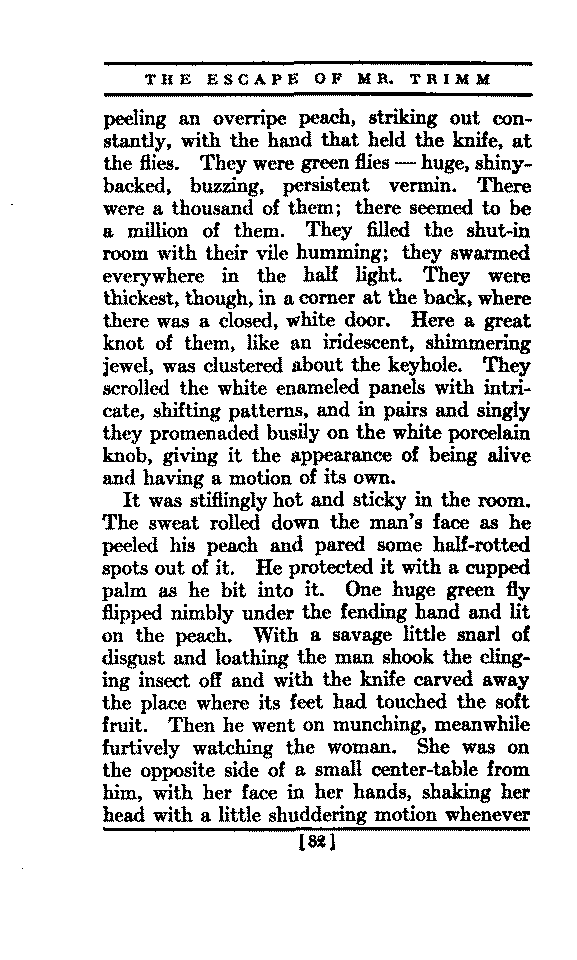 THE ESCAPE OF MR. TRIMM
peeling an overripe peach, striking out con-
stantly, with the hand that held the knife, at
the flies. They were green flies — huge, shiny-
backed, buzzing, persistent vermin. There
were a thousand of them; there seemed to be
a million of them. They filled the shut-in
room with their vile humming; they swarmed
everywhere in the half light. They were
thickest, though, in a corner at the back, where
there was a closed, white door. Here a great
knot of them, like an iridescent, shimmering
jewel, was clustered about the keyhole. They
scrolled the white enameled panels with intri-
cate, shifting patterns, and in pairs and singly
they promenaded busily on the white porcelain
knob, giving it the appearance of being alive
and having a motion of its own.
It was stiflingly hot and sticky in the room.
The sweat rolled down the man's face as he
peeled his peach and pared some half-rotted
spots out of it. He protected it with a cupped
palm as he bit into it. One huge green fly
flipped nimbly under the fending hand and lit
on the peach. With a savage little snarl of
disgust and loathing the man shook the cling-
ing insect off and with the knife carved away
the place where its feet had touched the soft
fruit. Then he went on munching, meanwhile
furtively watching the woman. She was on
the opposite side of a small center-table from
him, with her face in her hands, shaking her
head with a little shuddering motion whenever
[82]